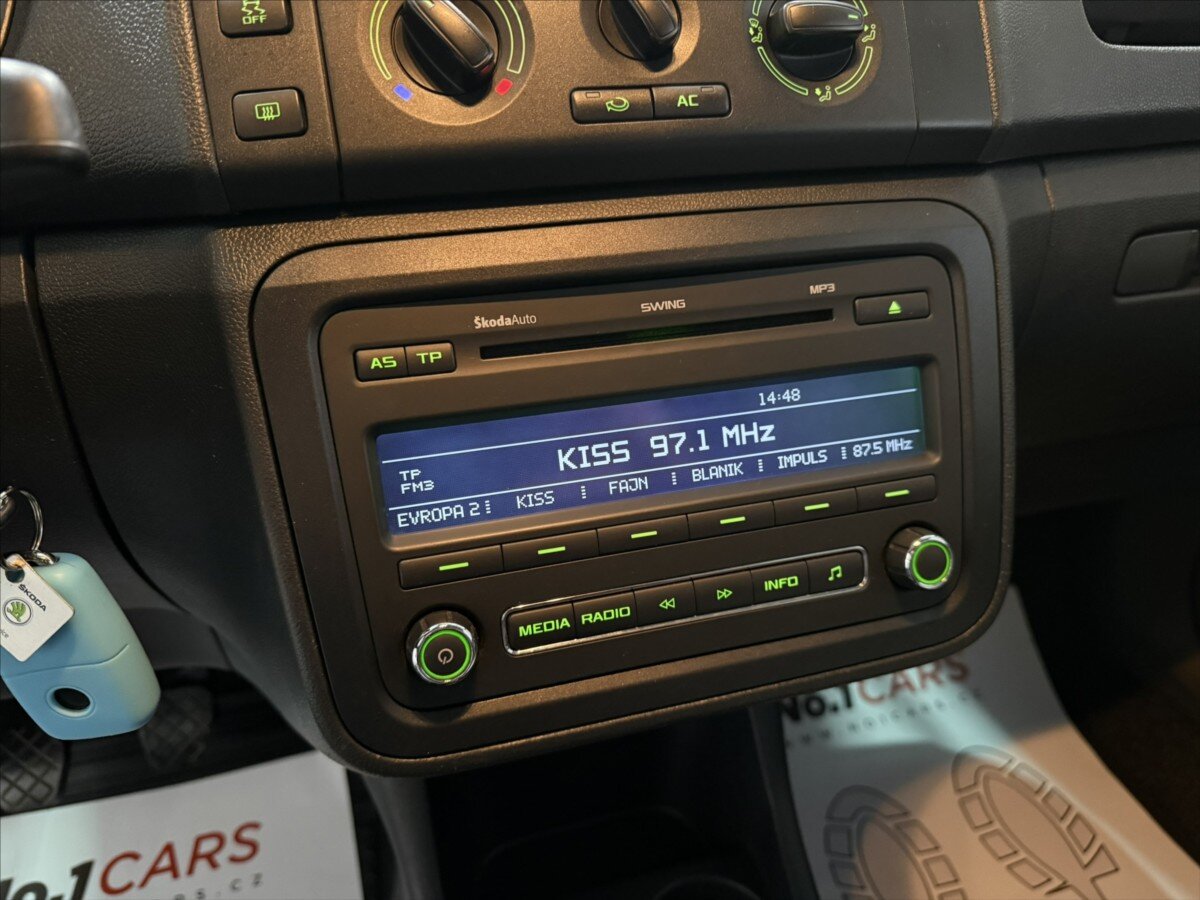 OFF
AC
ŠkodaAuto
SWING
MP3
AS
TP
14:48
TP
KISS 97.1 MHz
FM3
EVROPA 2
KISS
FAJN
BLANIK
IMPULS
87.5 MHz
MEDIA
RADIO
INFO
ŠKODA
No.1CARS
No.1CARS